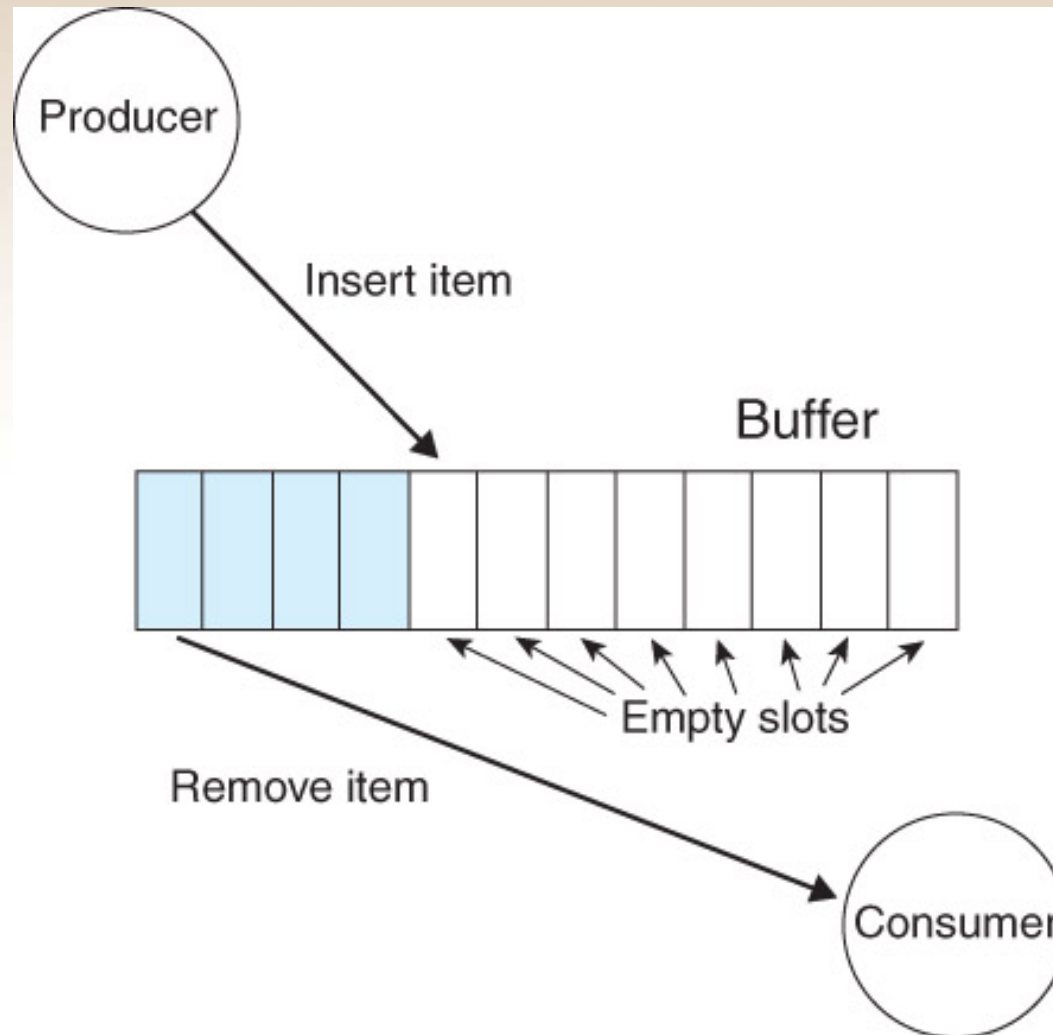 Producer
Insert item
Buffer
Empty slots
Remove item
Consumer